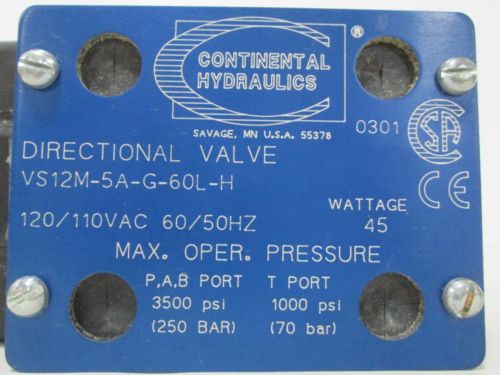 CONTINENTAL
HYDRAULICS
®
SAVAGE, MN U.S.A. 55378
0301
CSA
DIRECTIONAL VALVE
VS12M-5A-G-60L-H
CE
WATTAGE
120/110VAC 60/50HZ
45
MAX. OPER. PRESSURE
P,A,B PORT T PORT
3500 psi 1000 psi
(250 BAR) (70 bar)